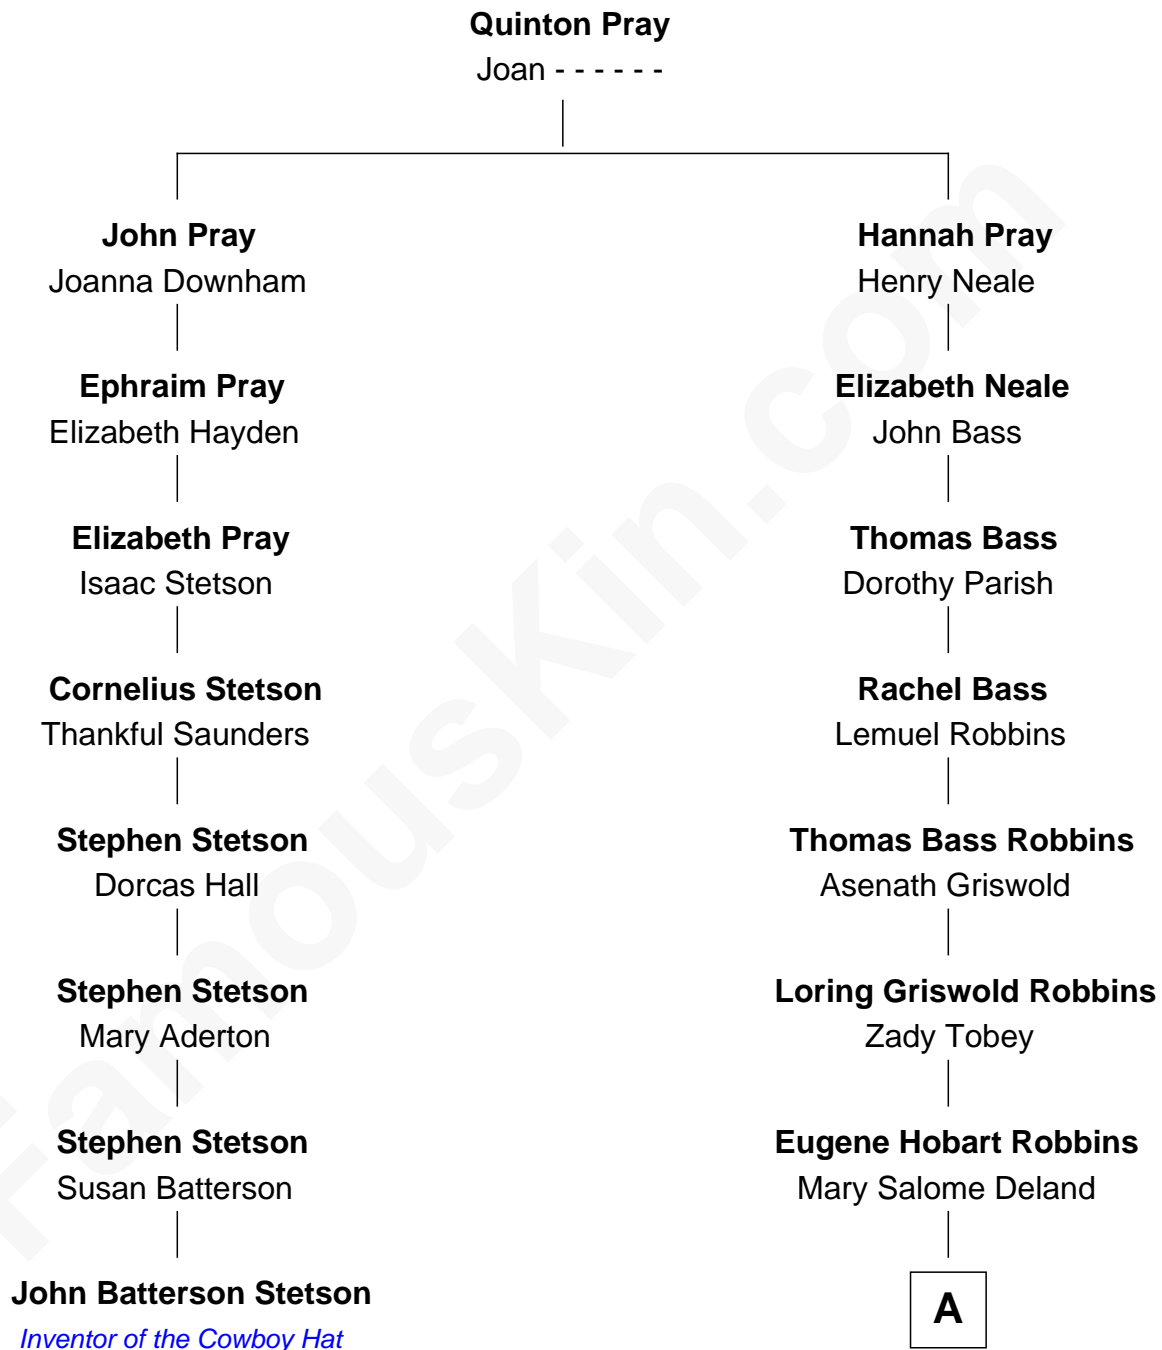 Quinton Pray
Joan - - - - - -
John Pray
Joanna Downham
Hannah Pray
Henry Neale
Ephraim Pray
Elizabeth Hayden
Elizabeth Neale
John Bass
Elizabeth Pray
Isaac Stetson
Thomas Bass
Dorothy Parish
Cornelius Stetson
Thankful Saunders
Rachel Bass
Lemuel Robbins
Stephen Stetson
Dorcas Hall
Thomas Bass Robbins
Asenath Griswold
Stephen Stetson
Mary Aderton
Loring Griswold Robbins
Zady Tobey
Stephen Stetson
Susan Batterson
Eugene Hobart Robbins
Mary Salome Deland
John Batterson Stetson
Inventor of the Cowboy Hat
A
FamousKin.com